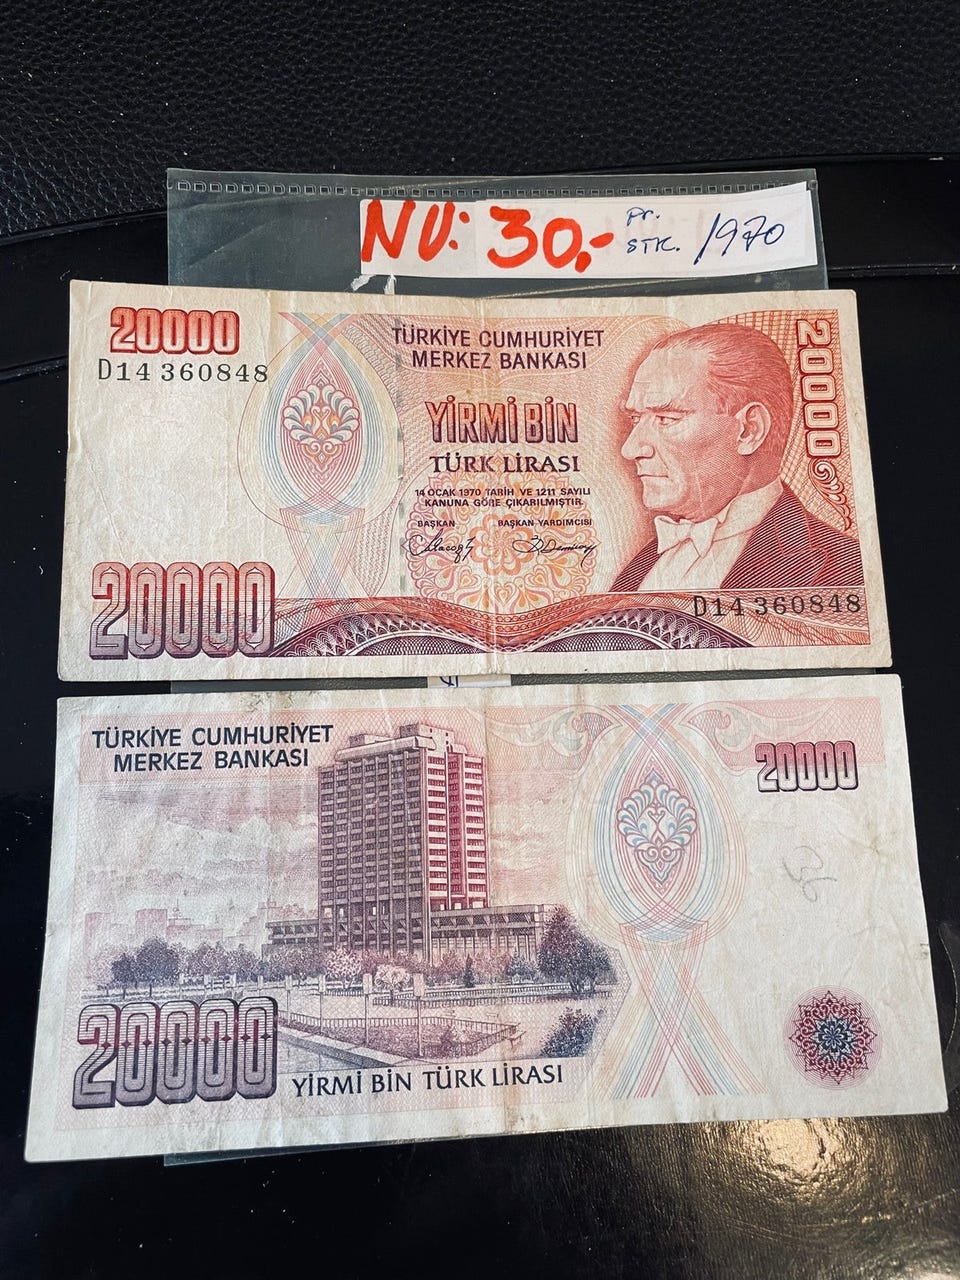 NU: 30,- pr. stk. 1970
20000
D14 360848
TÜRKİYE CUMHURİYET
MERKEZ BANKASI
YİRMİ BİN
TÜRK LİRASI
14 OCAK 1970 TARİH VE 1211 SAYILI
KANUNA GÖRE ÇIKARILMIŞTIR.
BAŞKAN BAŞKAN YARDIMCISI
20000
20000
D14 360848
TÜRKİYE CUMHURİYET
MERKEZ BANKASI
20000
20000
YİRMİ BİN TÜRK LİRASI